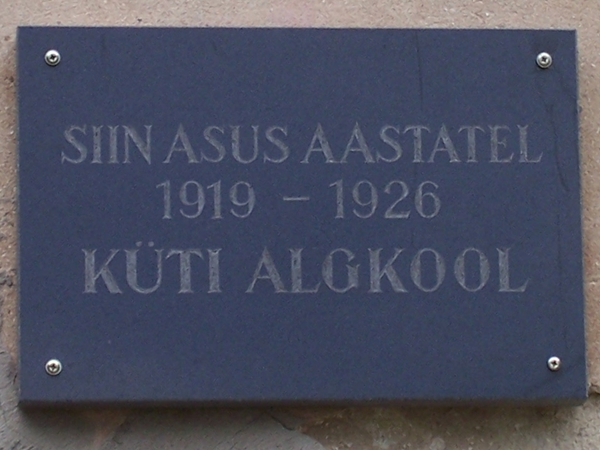 SIIN ASUS AASTATEL
1919 – 1926
KÜTI ALGKOOL